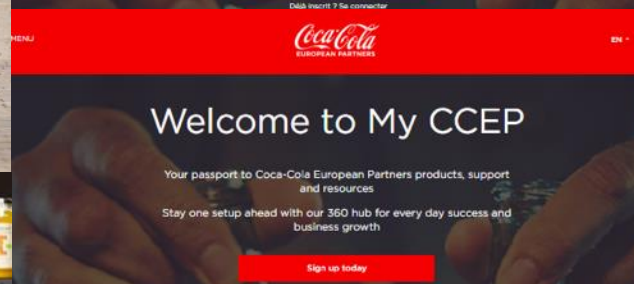 Déjà inscrit ? Se connecter
MENU
Coca-Cola
EUROPEAN PARTNERS
EN
Welcome to My CCEP
Your passport to Coca-Cola European Partners products, support
and resources
Stay one setup ahead with our 360 hub for every day success and
business growth
Sign up today